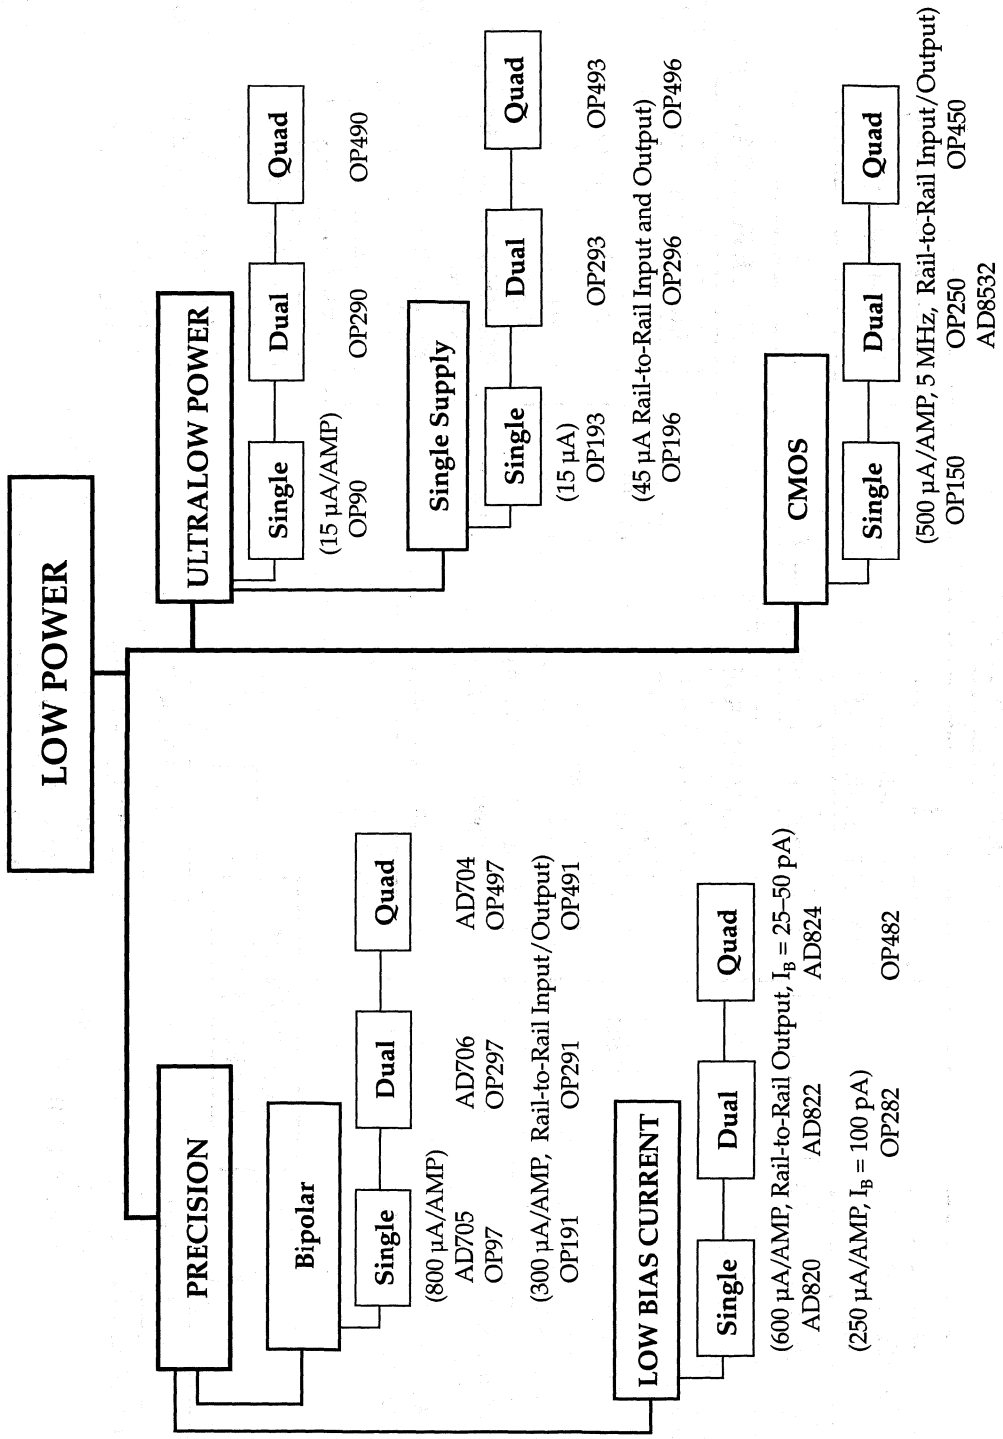 LOW POWER
PRECISION
Bipolar
Single
Dual
Quad
(800 µA/AMP)
AD705 AD706 AD704
OP97 OP297 OP497
(300 µA/AMP, Rail-to-Rail Input/Output)
OP191 OP291 OP491
LOW BIAS CURRENT
Single
Dual
Quad
(600 µA/AMP, Rail-to-Rail Output, I_B = 25–50 pA)
AD820 AD822 AD824
(250 µA/AMP, I_B = 100 pA)
OP282 OP482
ULTRALOW POWER
Single
Dual
Quad
(15 µA/AMP)
OP90 OP290 OP490
Single Supply
Single
Dual
Quad
(15 µA)
OP193 OP293 OP493
(45 µA Rail-to-Rail Input and Output)
OP196 OP296 OP496
CMOS
Single
Dual
Quad
(500 µA/AMP, 5 MHz, Rail-to-Rail Input/Output)
OP150 OP250 OP450
AD8532